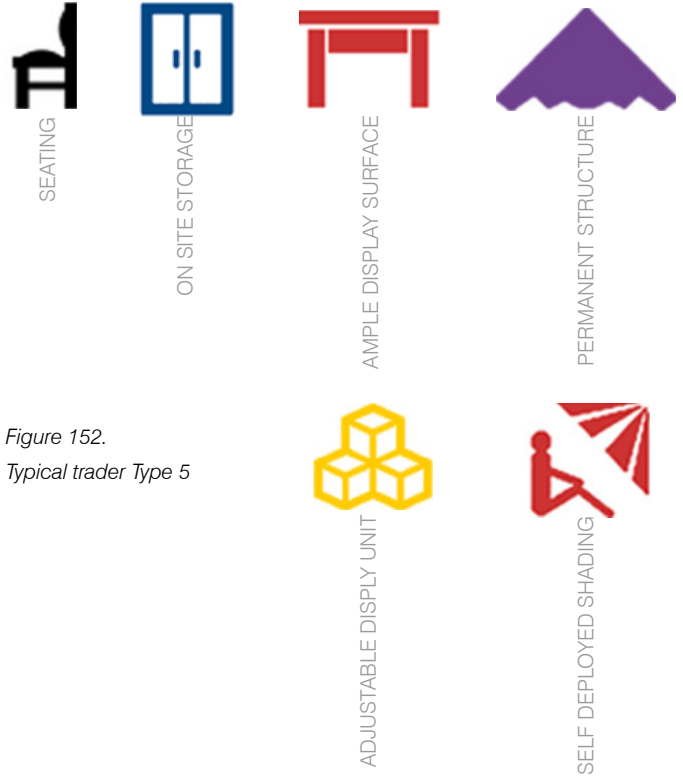 SEATING
ON SITE STORAGE
AMPLE DISPLAY SURFACE
PERMANENT STRUCTURE
Figure 152.
Typical trader Type 5
ADJUSTABLE DISPLY UNIT
SELF DEPLOYED SHADING